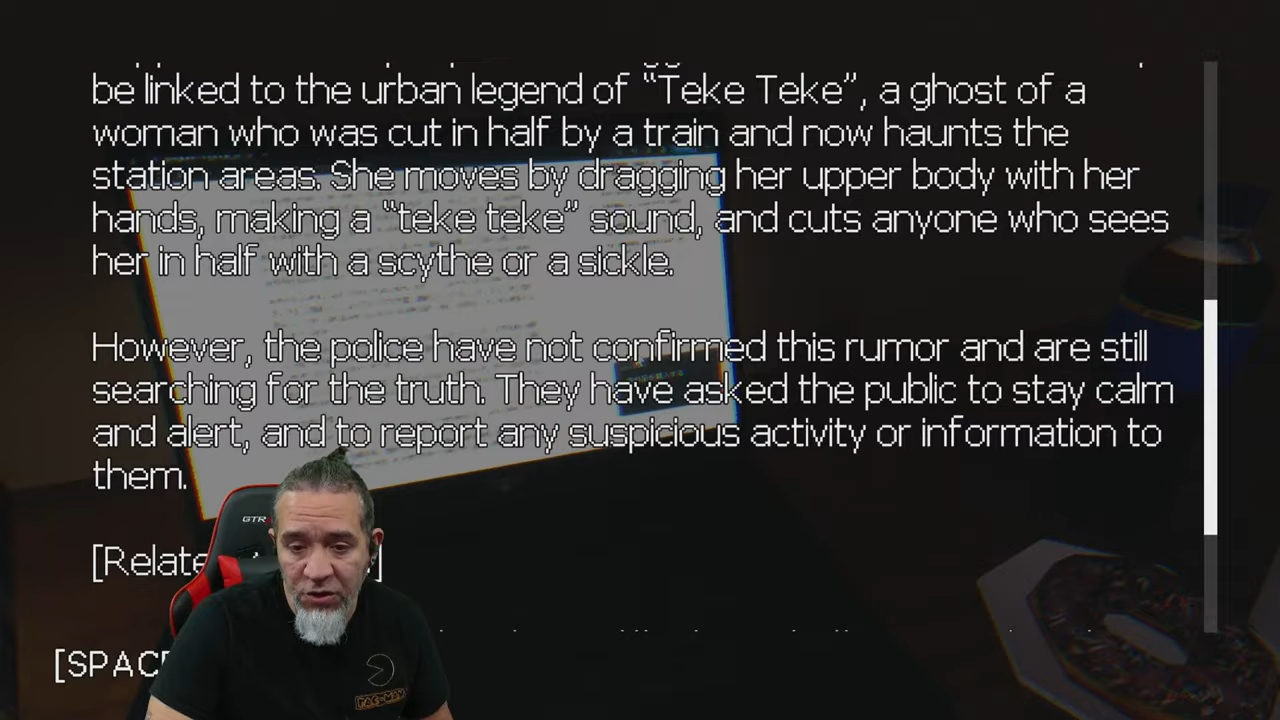 be linked to the urban legend of “Teke Teke”, a ghost of a
woman who was cut in half by a train and now haunts the
station areas. She moves by dragging her upper body with her
hands, making a “teke teke” sound, and cuts anyone who sees
her in half with a scythe or a sickle.
However, the police have not confirmed this rumor and are still
searching for the truth. They have asked the public to stay calm
and alert, and to report any suspicious activity or information to
them.
GTR
PAC-MAN